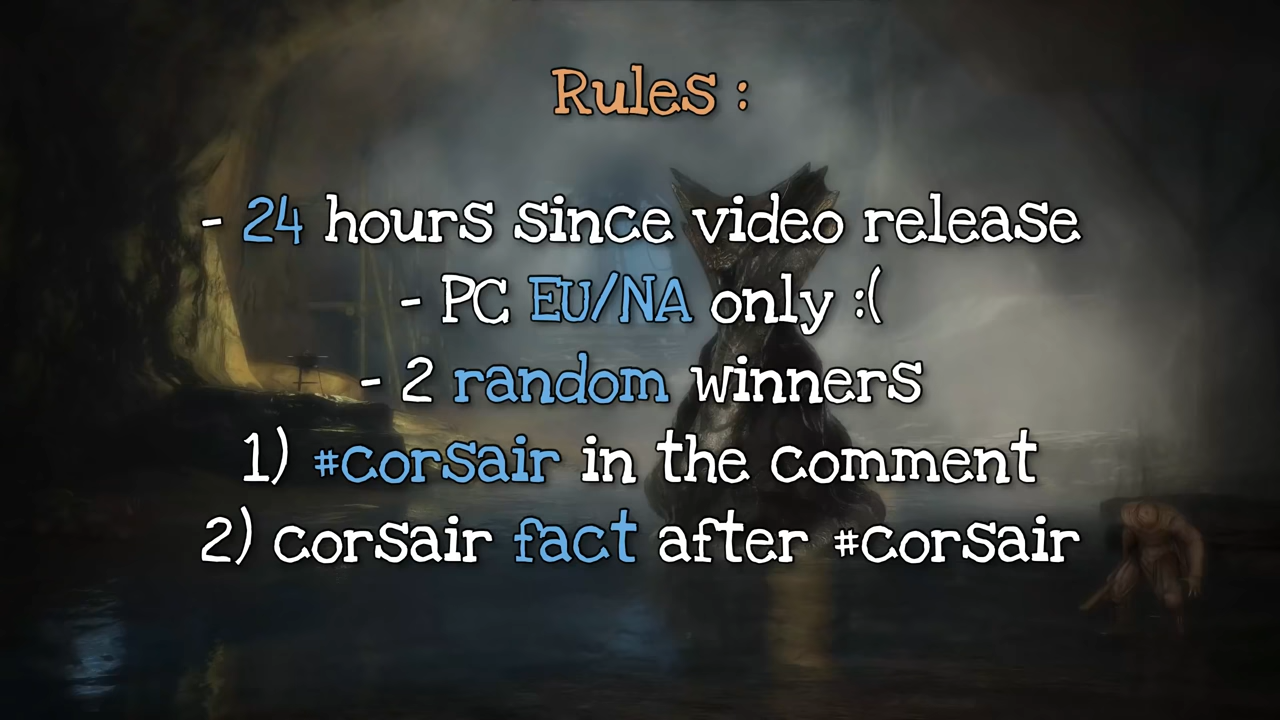 Rules :
- 24 hours since video release
- PC EU/NA only :(
- 2 random winners
1) #corsair in the comment
2) corsair fact after #corsair